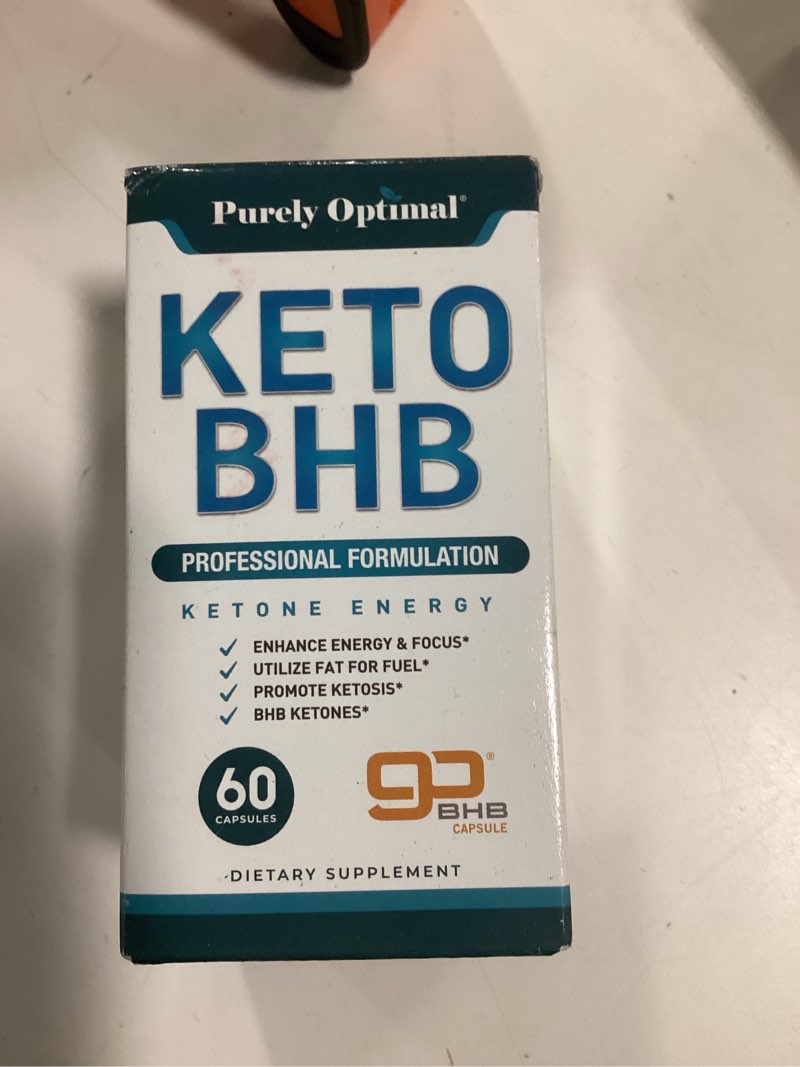 Purely Optimal®
KETO
BHB
PROFESSIONAL FORMULATION
KETONE ENERGY
ENHANCE ENERGY & FOCUS*
UTILIZE FAT FOR FUEL*
PROMOTE KETOSIS*
BHB KETONES*
60
CAPSULES
go®
BHB
CAPSULE
DIETARY SUPPLEMENT